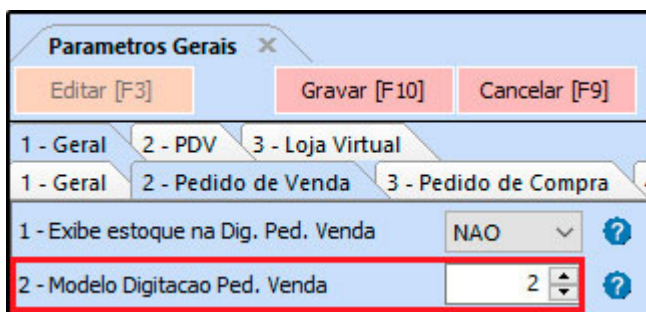 Parametros Gerais
Editar [F3] Gravar [F10] Cancelar [F9]
1 - Geral 2 - PDV 3 - Loja Virtual
1 - Geral 2 - Pedido de Venda 3 - Pedido de Compra
1 - Exibe estoque na Dig. Ped. Venda NAO ?
2 - Modelo Digitacao Ped. Venda 2 ?